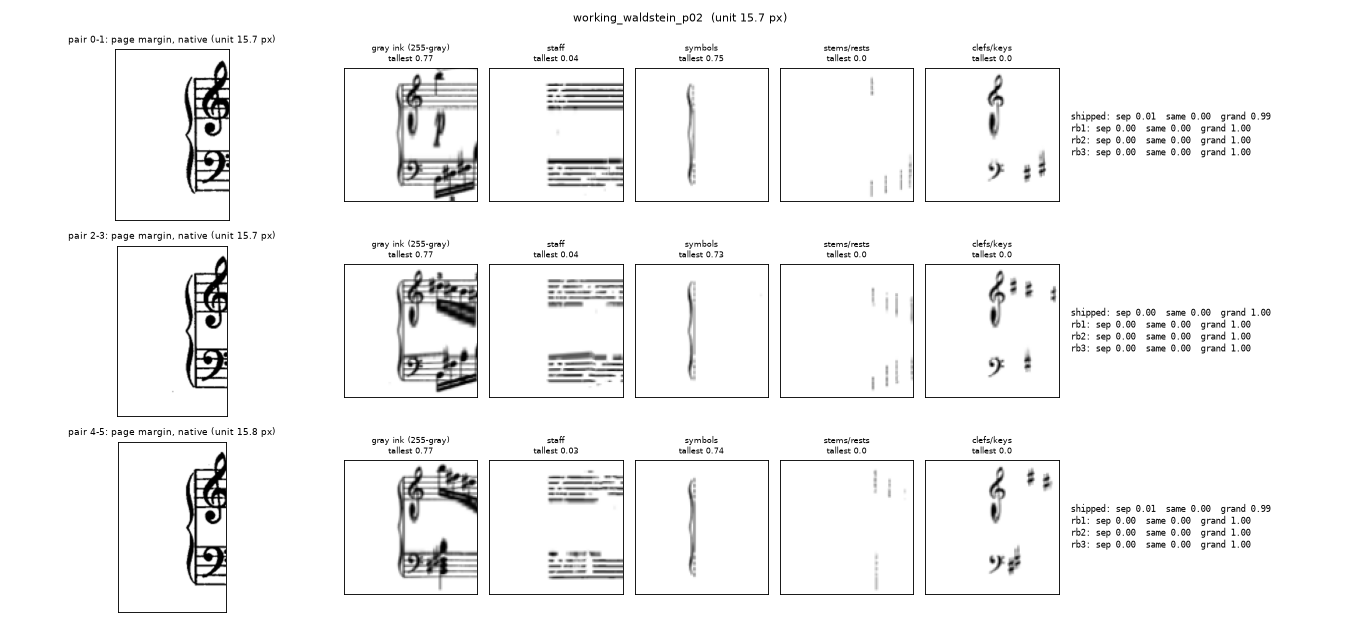 working_waldstein_p02  (unit 15.7 px)
pair 0-1: page margin, native (unit 15.7 px)
gray ink (255-gray)
tallest 0.77
staff
tallest 0.04
symbols
tallest 0.75
stems/rests
tallest 0.0
clefs/keys
tallest 0.0
shipped: sep 0.01  same 0.00  grand 0.99
rb1: sep 0.00  same 0.00  grand 1.00
rb2: sep 0.00  same 0.00  grand 1.00
rb3: sep 0.00  same 0.00  grand 1.00
pair 2-3: page margin, native (unit 15.7 px)
gray ink (255-gray)
tallest 0.77
staff
tallest 0.04
symbols
tallest 0.73
stems/rests
tallest 0.0
clefs/keys
tallest 0.0
shipped: sep 0.00  same 0.00  grand 1.00
rb1: sep 0.00  same 0.00  grand 1.00
rb2: sep 0.00  same 0.00  grand 1.00
rb3: sep 0.00  same 0.00  grand 1.00
pair 4-5: page margin, native (unit 15.8 px)
gray ink (255-gray)
tallest 0.77
staff
tallest 0.03
symbols
tallest 0.74
stems/rests
tallest 0.0
clefs/keys
tallest 0.0
shipped: sep 0.01  same 0.00  grand 0.99
rb1: sep 0.00  same 0.00  grand 1.00
rb2: sep 0.00  same 0.00  grand 1.00
rb3: sep 0.00  same 0.00  grand 1.00